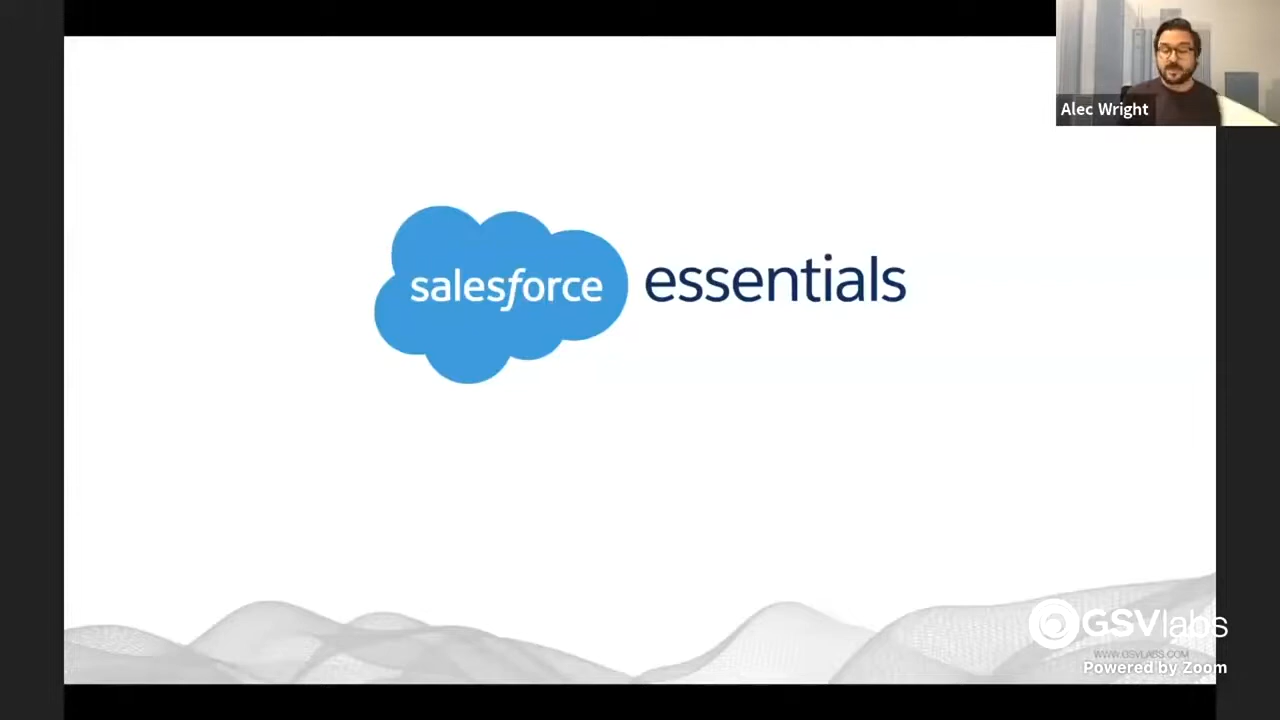 Alec Wright
salesforce essentials
GSVlabs
WWW.GSVLABS.COM
Powered by Zoom